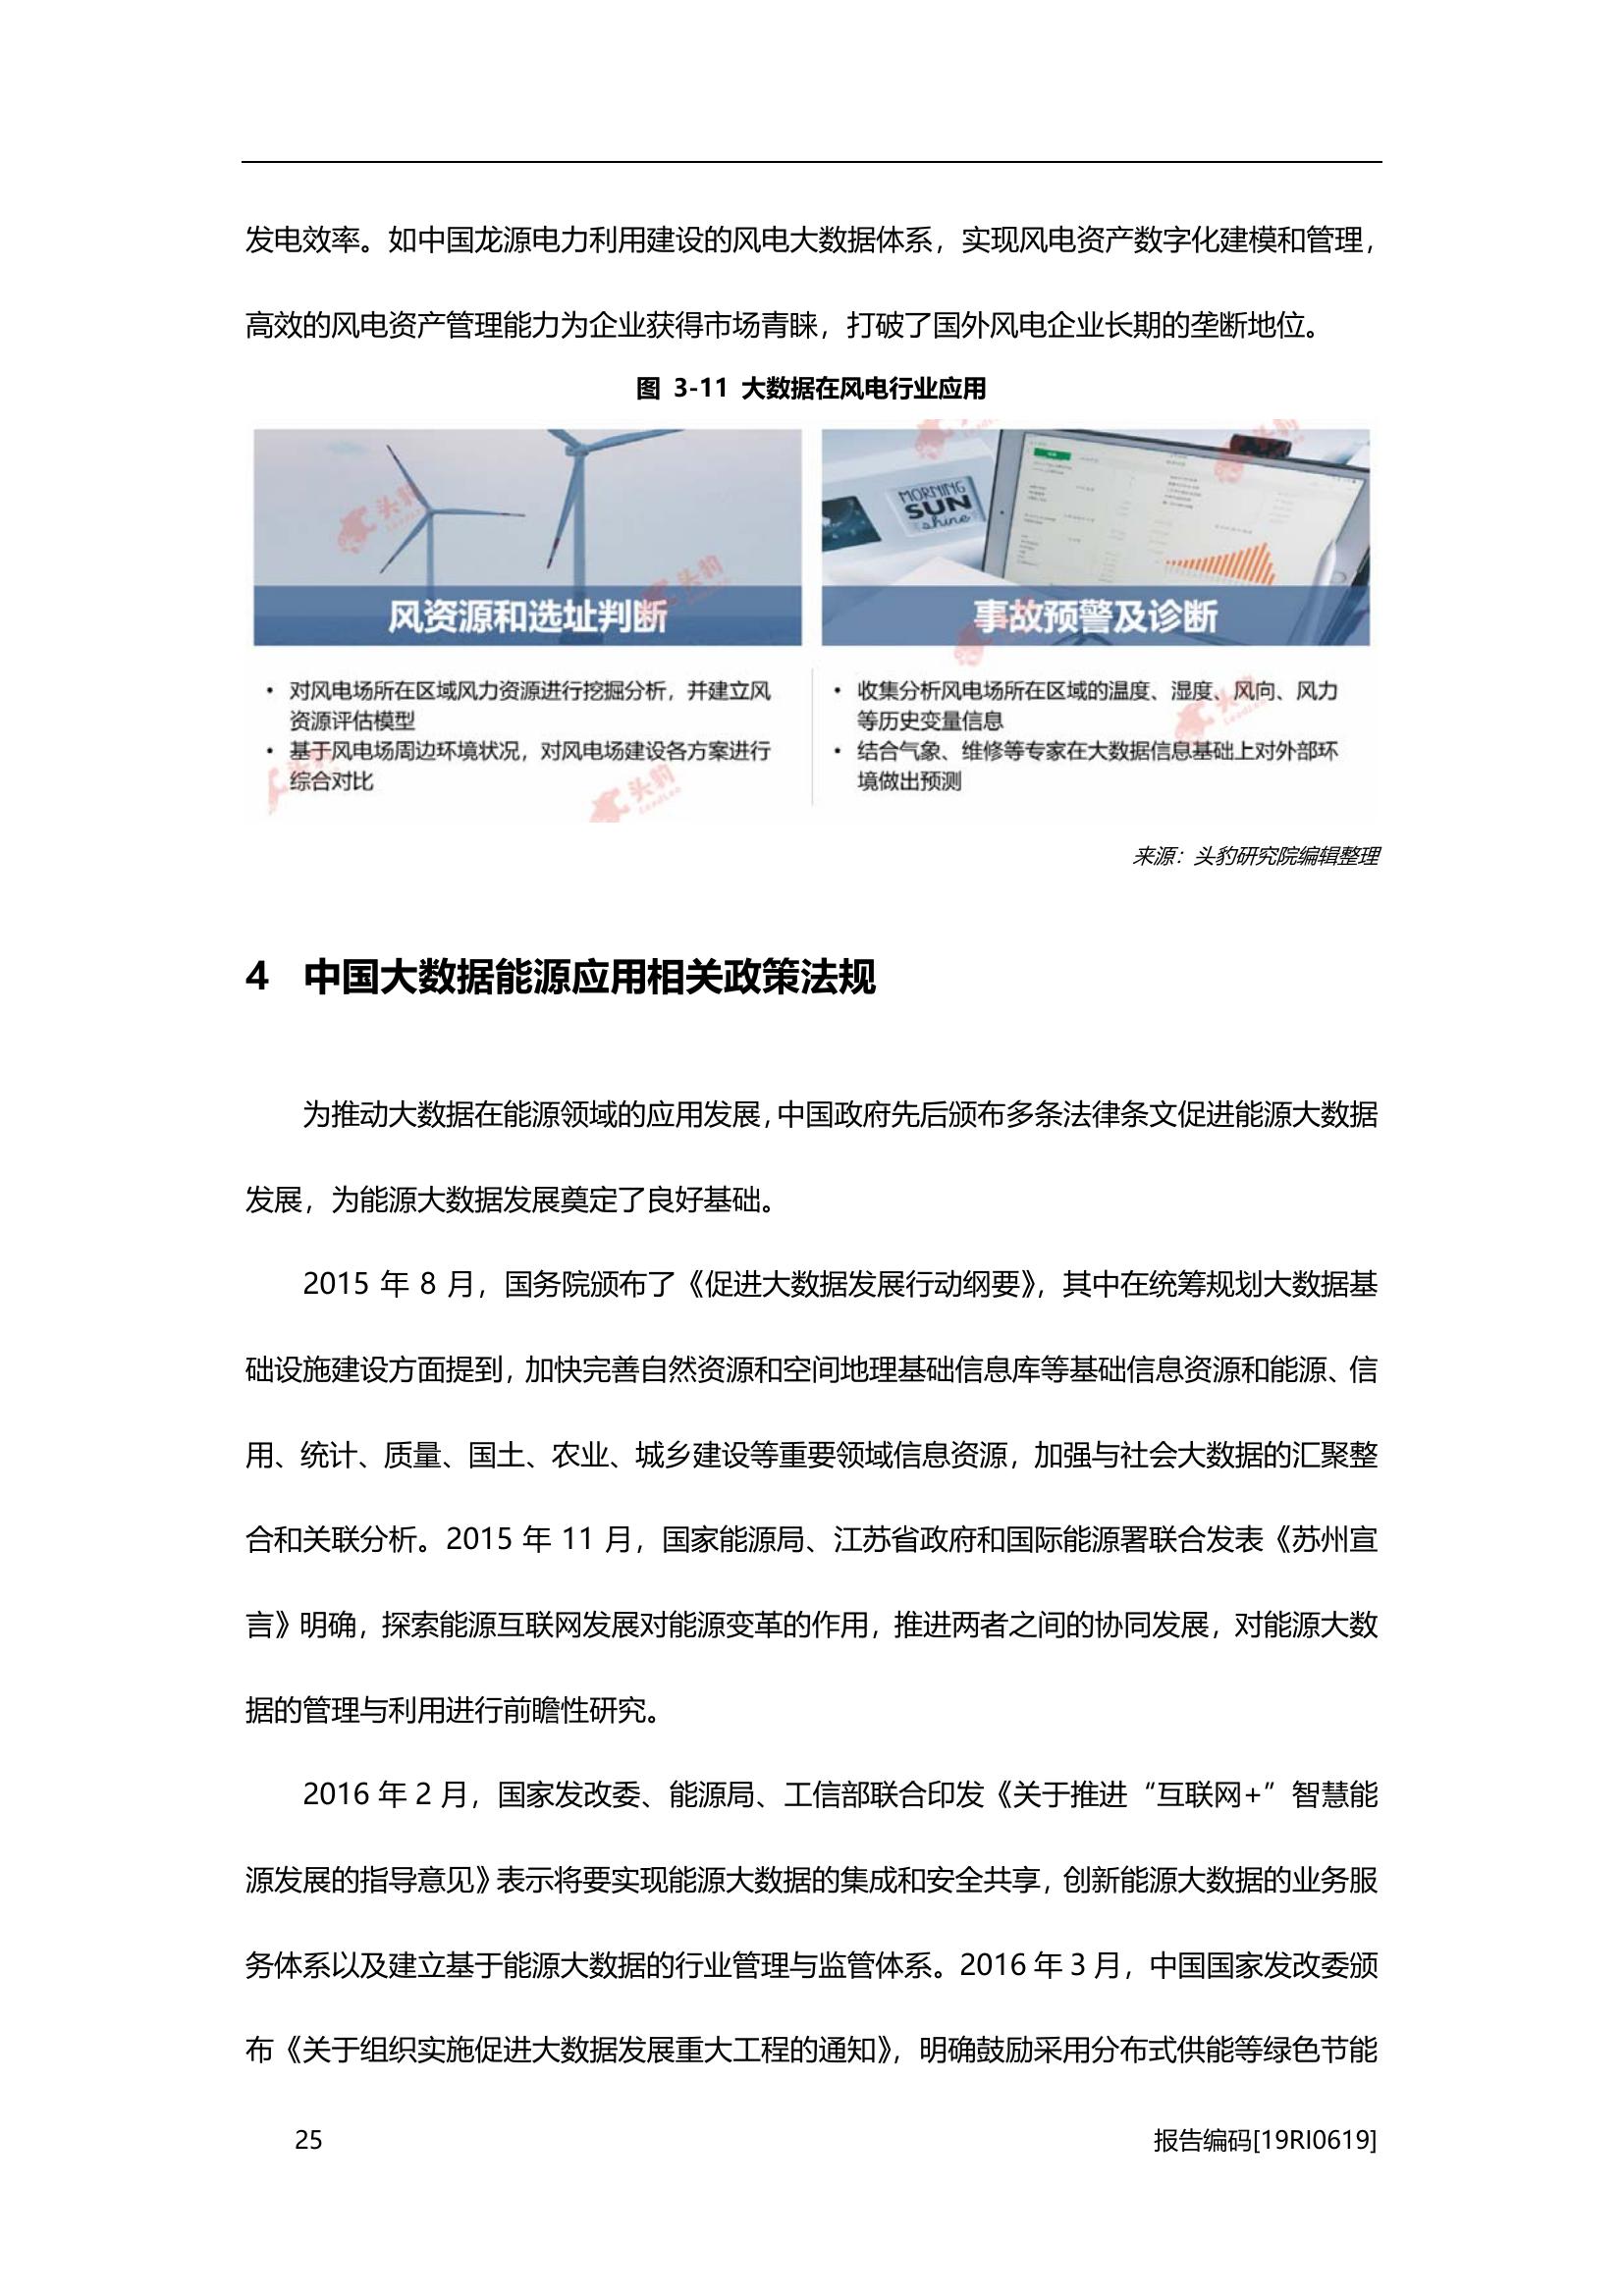 发电效率。如中国龙源电力利用建设的风电大数据体系，实现风电资产数字化建模和管理，
高效的风电资产管理能力为企业获得市场青睐，打破了国外风电企业长期的垄断地位。
图 3-11 大数据在风电行业应用
MORNING
SUN
shine
风资源和选址判断
事故预警及诊断
• 对风电场所在区域风力资源进行挖掘分析，并建立风
资源评估模型
• 基于风电场周边环境状况，对风电场建设各方案进行
综合对比
• 收集分析风电场所在区域的温度、湿度、风向、风力
等历史变量信息
• 结合气象、维修等专家在大数据信息基础上对外部环
境做出预测
头豹
LeadLeo
来源：头豹研究院编辑整理
4 中国大数据能源应用相关政策法规
为推动大数据在能源领域的应用发展，中国政府先后颁布多条法律条文促进能源大数据
发展，为能源大数据发展奠定了良好基础。
2015 年 8 月，国务院颁布了《促进大数据发展行动纲要》，其中在统筹规划大数据基
础设施建设方面提到，加快完善自然资源和空间地理基础信息库等基础信息资源和能源、信
用、统计、质量、国土、农业、城乡建设等重要领域信息资源，加强与社会大数据的汇聚整
合和关联分析。2015 年 11 月，国家能源局、江苏省政府和国际能源署联合发表《苏州宣
言》明确，探索能源互联网发展对能源变革的作用，推进两者之间的协同发展，对能源大数
据的管理与利用进行前瞻性研究。
2016 年 2 月，国家发改委、能源局、工信部联合印发《关于推进“互联网+”智慧能
源发展的指导意见》表示将要实现能源大数据的集成和安全共享，创新能源大数据的业务服
务体系以及建立基于能源大数据的行业管理与监管体系。2016 年 3 月，中国国家发改委颁
布《关于组织实施促进大数据发展重大工程的通知》，明确鼓励采用分布式供能等绿色节能
25
报告编码[19RI0619]